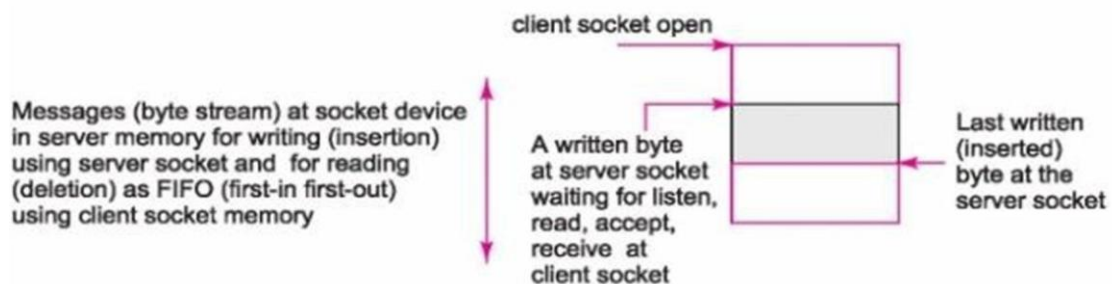 client socket open
Messages (byte stream) at socket device
in server memory for writing (insertion)
using server socket and for reading
(deletion) as FIFO (first-in first-out)
using client socket memory
A written byte
at server socket
waiting for listen,
read, accept,
receive at
client socket
Last written
(inserted)
byte at the
server socket